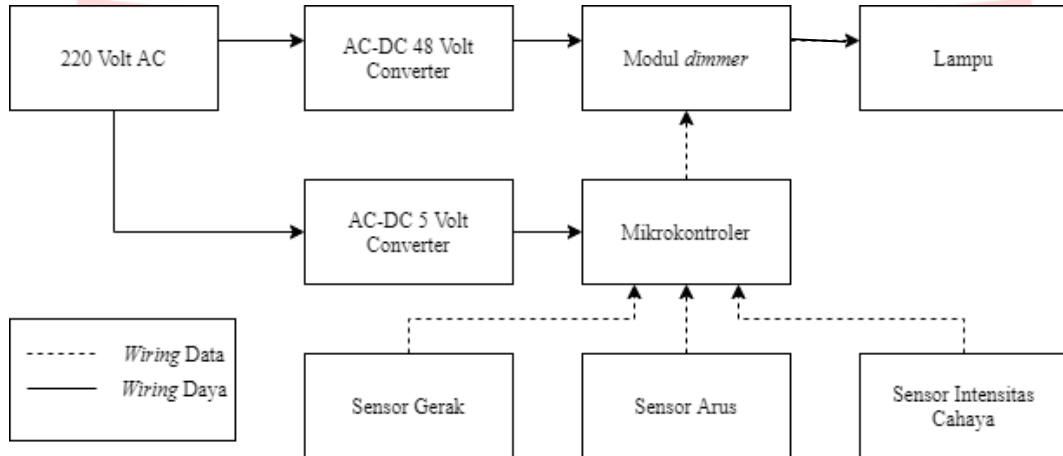 220 Volt AC
AC-DC 48 Volt
Converter
Modul dimmer
Lampu
AC-DC 5 Volt
Converter
Mikrokontroler
Wiring Data
Wiring Daya
Sensor Gerak
Sensor Arus
Sensor Intensitas
Cahaya